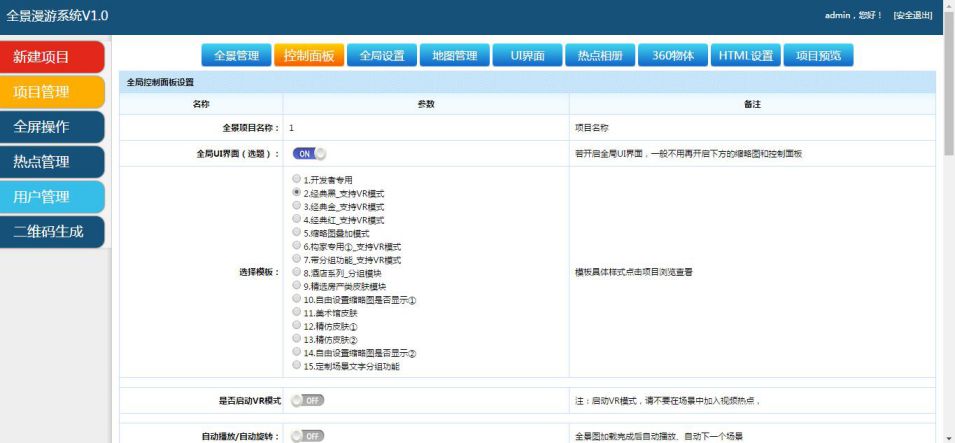 全景漫游系统V1.0
admin，您好！ [安全退出]
新建项目
项目管理
全屏操作
热点管理
用户管理
二维码生成
全景管理 控制面板 全局设置 地图管理 UI界面 热点相册 360物体 HTML设置 项目预览
全局控制面板设置
名称 参数 备注
全景项目名称： 1 项目名称
全局UI界面（选题）： ON 若开启全局UI界面，一般不用再开启下方的缩略图和控制面板
选择模板：
1.开发者专用
2.经典黑_支持VR模式
3.经典金_支持VR模式
4.经典红_支持VR模式
5.缩略图叠加模式
6.构家专用①_支持VR模式
7.带分组功能_支持VR模式
8.酒店系列_分组模块
9.精选房产类皮肤模块
10.自由设置缩略图是否显示①
11.美术馆皮肤
12.精仿皮肤①
13.精仿皮肤②
14.自由设置缩略图是否显示②
15.定制场景文字分组功能
模板具体样式点击项目浏览查看
是否启动VR模式 OFF 注：启动VR模式，请不要在场景中加入视频热点，
自动播放/自动旋转： OFF 全景图加载完成后自动播放、自动下一个场景